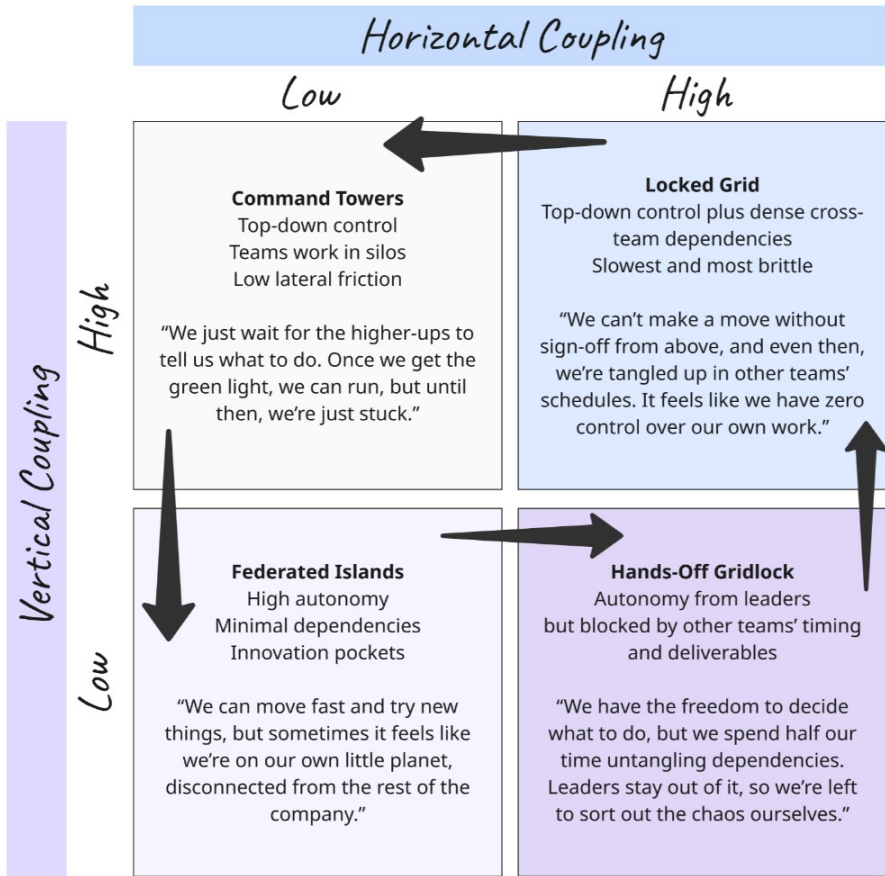 Horizontal Coupling
Low
High
Vertical Coupling
High
Command Towers
Top-down control
Teams work in silos
Low lateral friction
“We just wait for the higher-ups to
tell us what to do. Once we get the
green light, we can run, but until
then, we’re just stuck.”
Locked Grid
Top-down control plus dense cross-
team dependencies
Slowest and most brittle
“We can’t make a move without
sign-off from above, and even then,
we’re tangled up in other teams’
schedules. It feels like we have zero
control over our own work.”
Low
Federated Islands
High autonomy
Minimal dependencies
Innovation pockets
“We can move fast and try new
things, but sometimes it feels like
we’re on our own little planet,
disconnected from the rest of the
company.”
Hands-Off Gridlock
Autonomy from leaders
but blocked by other teams’ timing
and deliverables
“We have the freedom to decide
what to do, but we spend half our
time untangling dependencies.
Leaders stay out of it, so we’re left
to sort out the chaos ourselves.”